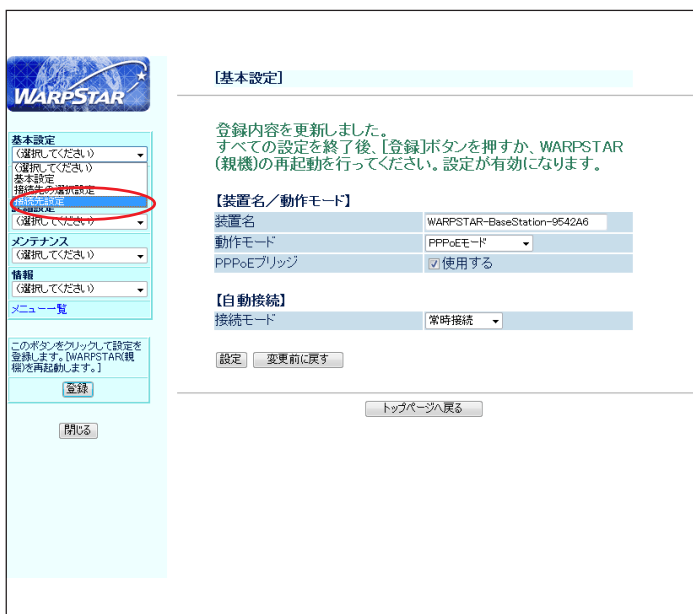 WARPSTAR
基本設定
(選択してください)
(選択してください)
基本設定
接続先の選択設定
接続先設定
詳細設定
(選択してください)
メンテナンス
(選択してください)
情報
(選択してください)
メニュー一覧
このボタンをクリックして設定を
登録します。[WARPSTAR(親
機)を再起動します。]
登録
閉じる
[基本設定]
登録内容を更新しました。
すべての設定を終了後、[登録]ボタンを押すか、WARPSTAR
(親機)の再起動を行ってください。設定が有効になります。
【装置名/動作モード】
装置名 WARPSTAR-BaseStation-9542A6
動作モード PPPoEモード
PPPoEブリッジ 使用する
【自動接続】
接続モード 常時接続
設定 変更前に戻す
トップページへ戻る